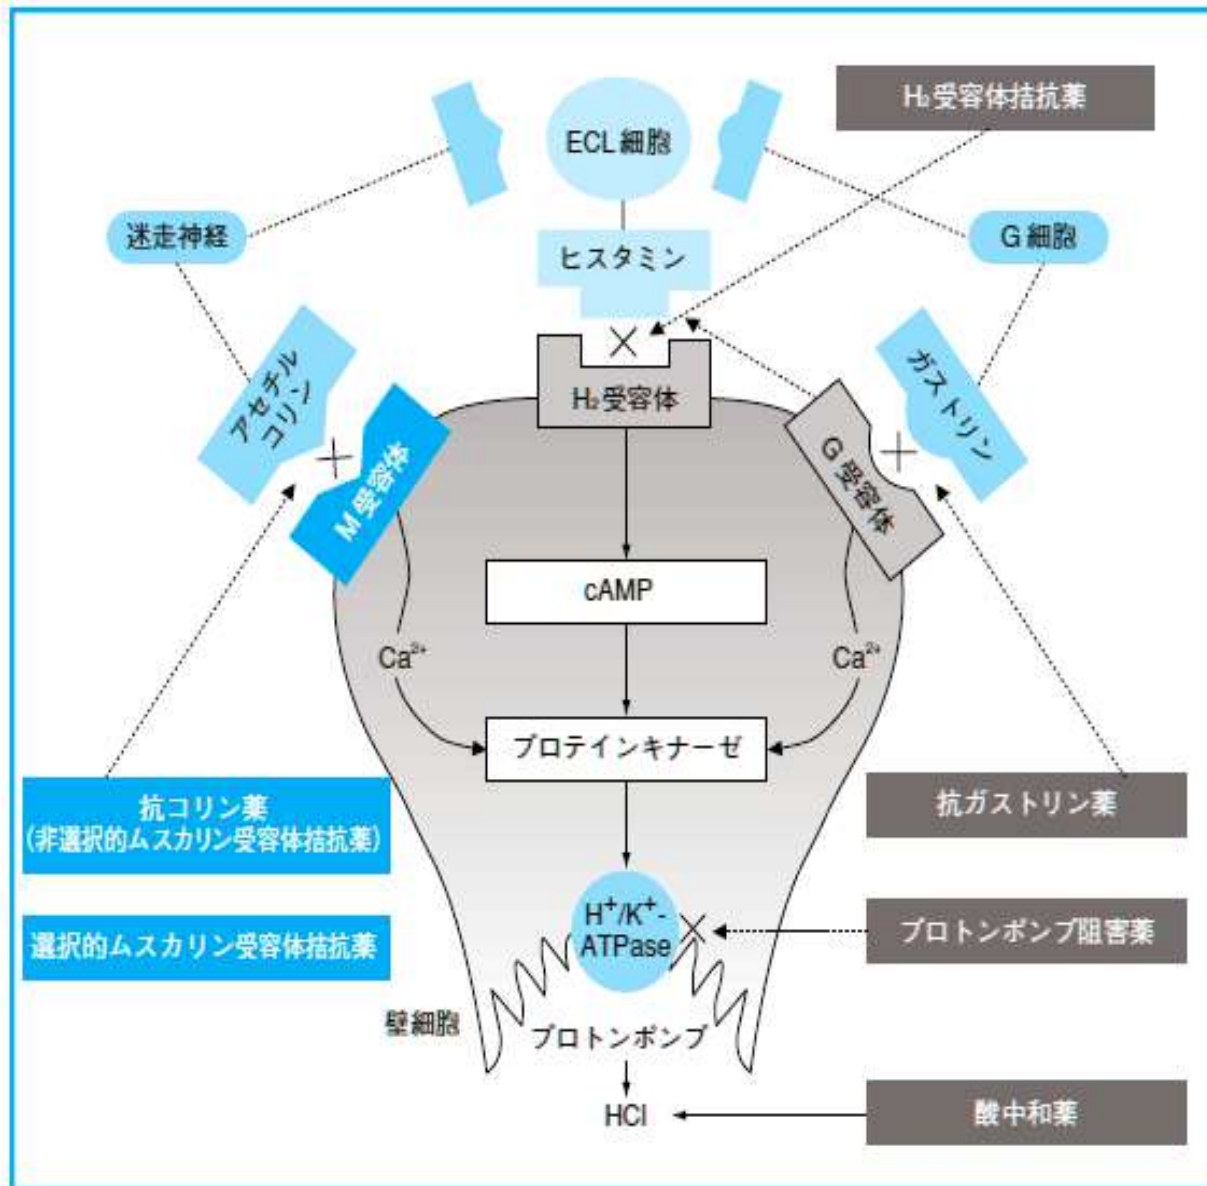 H₂受容体拮抗薬
ECL細胞
迷走神経
G細胞
ヒスタミン
アセチル
コリン
ガストリン
H₂受容体
M受容体
G受容体
cAMP
Ca²⁺
Ca²⁺
プロテインキナーゼ
抗コリン薬
(非選択的ムスカリン受容体拮抗薬)
抗ガストリン薬
選択的ムスカリン受容体拮抗薬
H⁺/K⁺-
ATPase
プロトンポンプ阻害薬
壁細胞
プロトンポンプ
HCl
酸中和薬